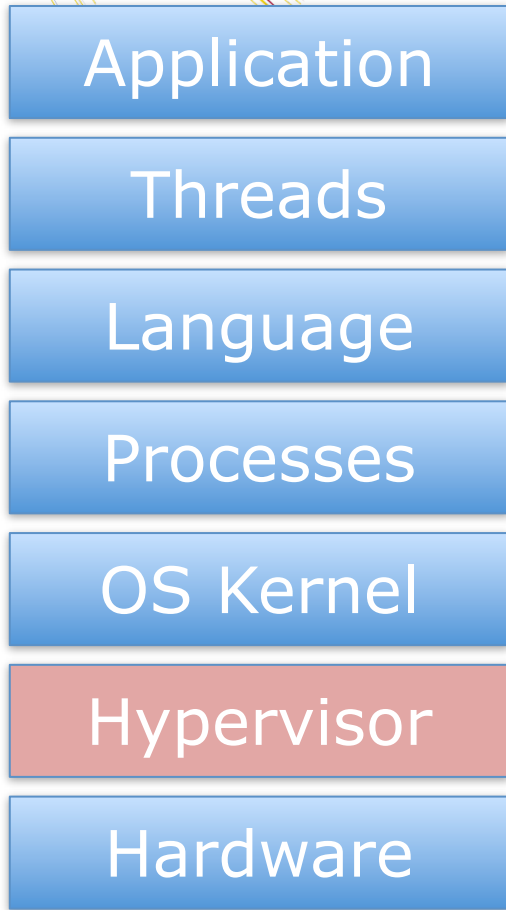 Application
Threads
Language
Processes
OS Kernel
Hypervisor
Hardware